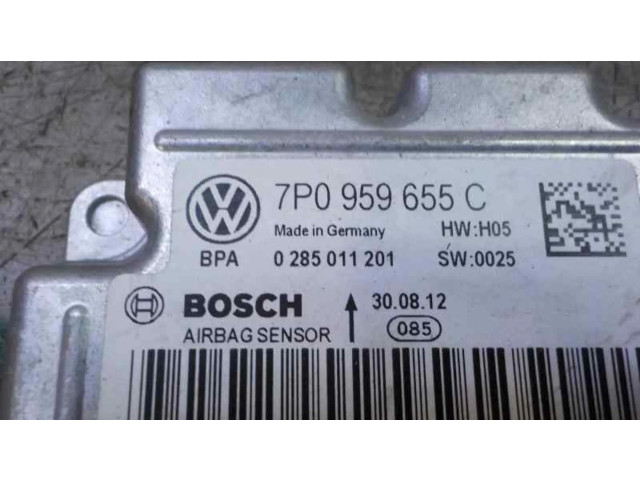 7P0 959 655 C
Made in Germany HW:H05
BPA 0 285 011 201 SW:0025
BOSCH 30.08.12
AIRBAG SENSOR 085